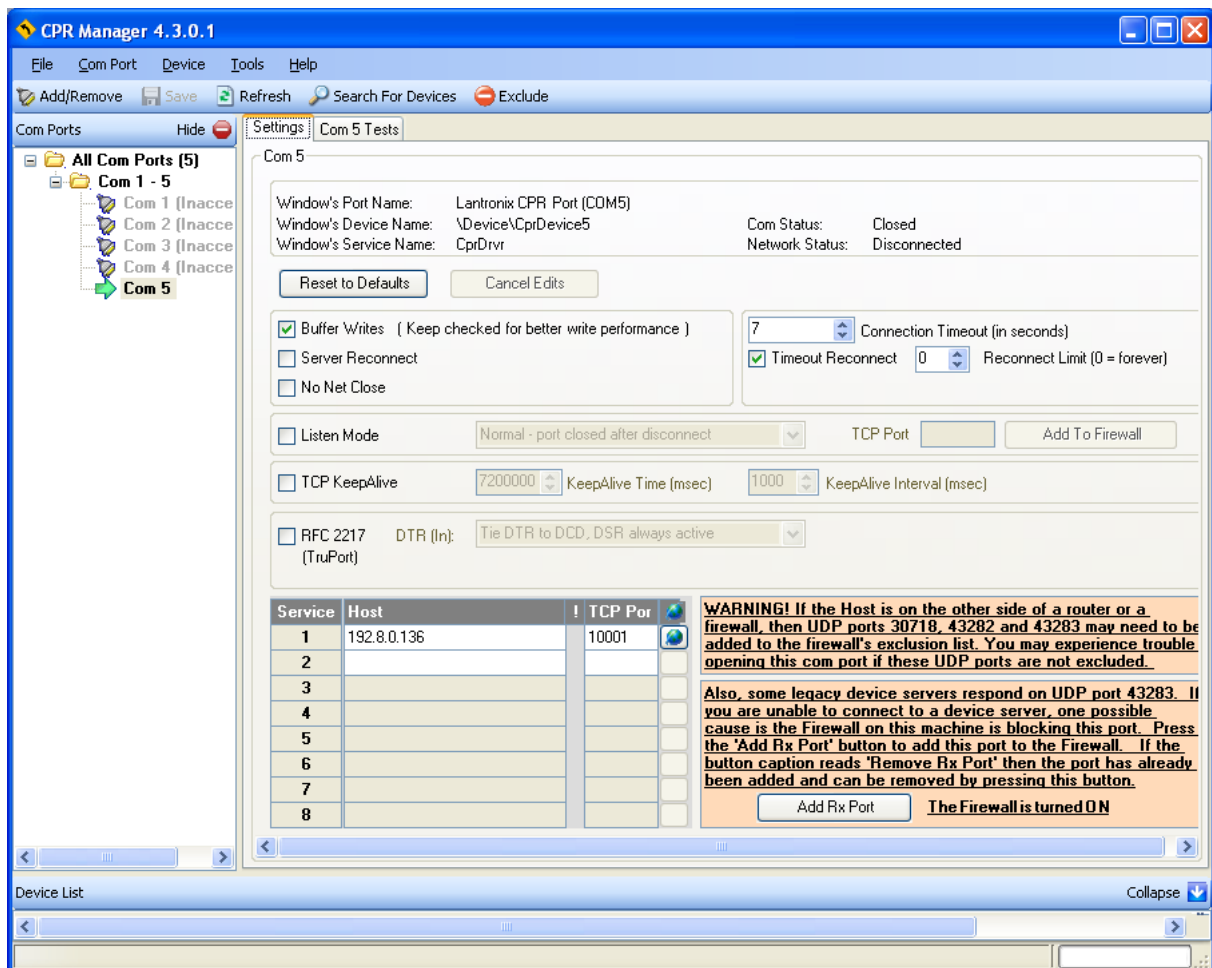 CPR Manager 4.3.0.1
File Com Port Device Tools Help
Add/Remove Save Refresh Search For Devices Exclude
Com Ports Hide
Settings Com 5 Tests
All Com Ports (5)
Com 1 - 5
Com 1 (Inacce
Com 2 (Inacce
Com 3 (Inacce
Com 4 (Inacce
Com 5
Com 5
Window's Port Name: Lantronix CPR Port (COM5)
Window's Device Name: \Device\CprDevice5 Com Status: Closed
Window's Service Name: CprDrvr Network Status: Disconnected
Reset to Defaults Cancel Edits
Buffer Writes ( Keep checked for better write performance )
Server Reconnect
No Net Close
7 Connection Timeout (in seconds)
Timeout Reconnect 0 Reconnect Limit (0 = forever)
Listen Mode Normal - port closed after disconnect TCP Port Add To Firewall
TCP KeepAlive 7200000 KeepAlive Time (msec) 1000 KeepAlive Interval (msec)
RFC 2217 DTR (In): Tie DTR to DCD, DSR always active
(TruPort)
Service Host ! TCP Por
1 192.8.0.136 10001
2
3
4
5
6
7
8
WARNING! If the Host is on the other side of a router or a
firewall, then UDP ports 30718, 43282 and 43283 may need to be
added to the firewall's exclusion list. You may experience trouble
opening this com port if these UDP ports are not excluded.
Also, some legacy device servers respond on UDP port 43283. If
you are unable to connect to a device server, one possible
cause is the Firewall on this machine is blocking this port. Press
the 'Add Rx Port' button to add this port to the Firewall. If the
button caption reads 'Remove Rx Port' then the port has already
been added and can be removed by pressing this button.
Add Rx Port The Firewall is turned ON
Device List Collapse